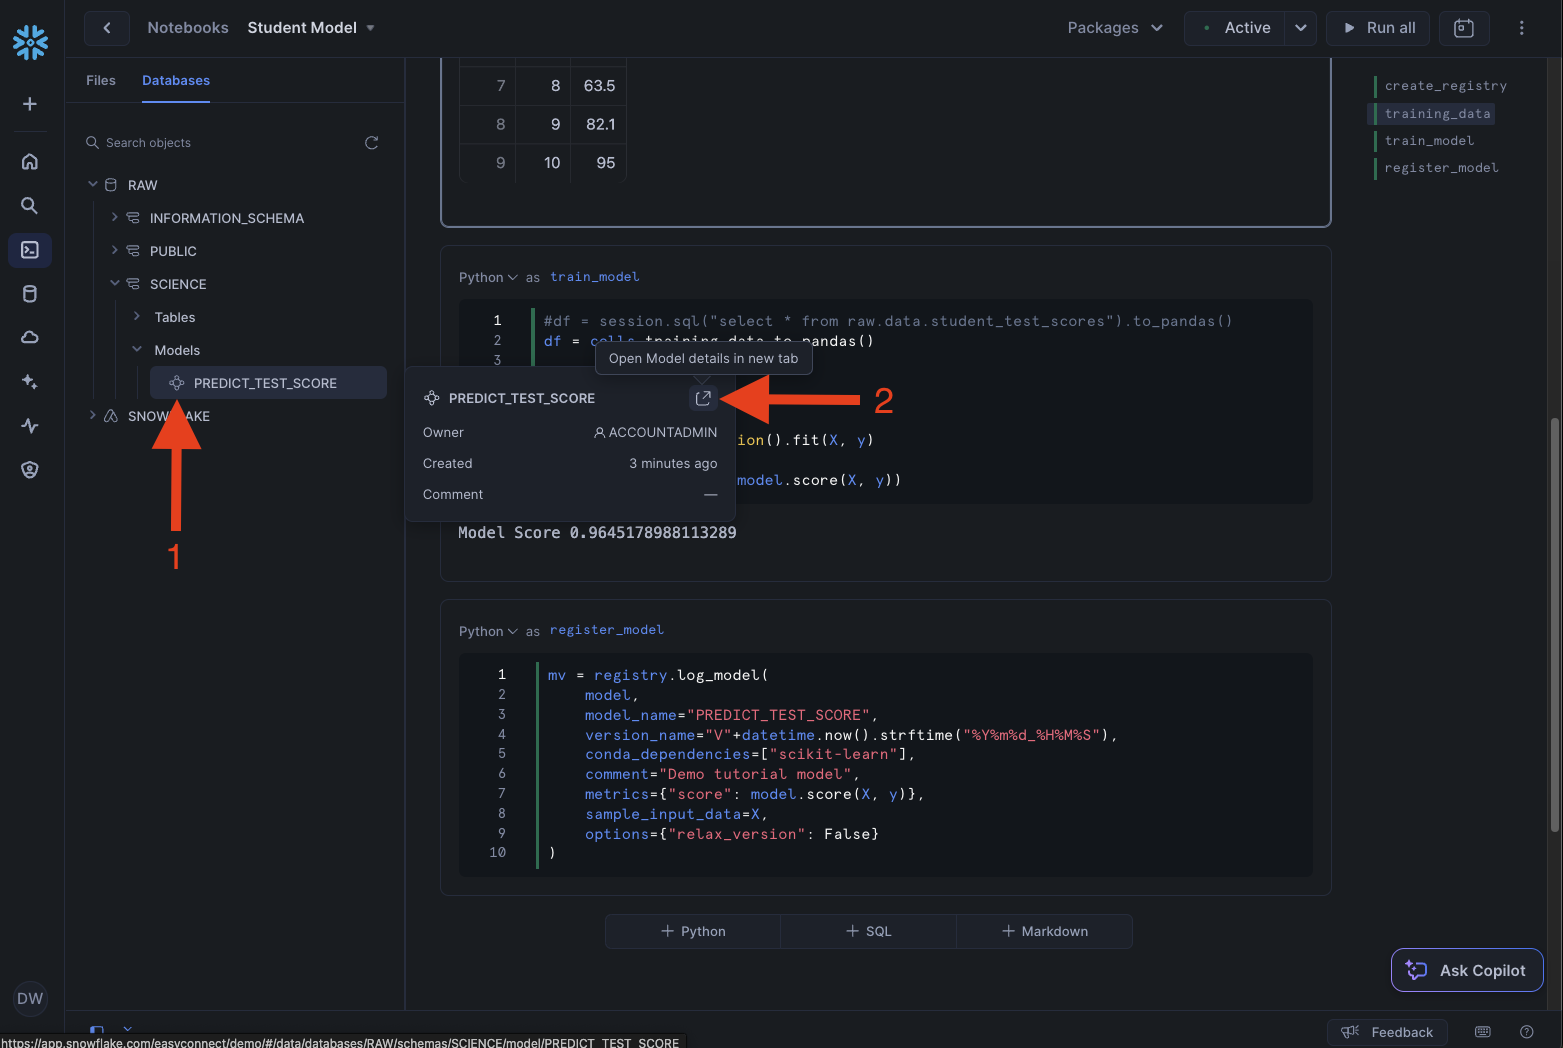 Notebooks Student Model
Packages
Active
Run all
Files Databases
Search objects
RAW
INFORMATION_SCHEMA
PUBLIC
SCIENCE
Tables
Models
PREDICT_TEST_SCORE
1
DW
7 8 63.5
8 9 82.1
9 10 95
Python as train_model
1 #df = session.sql("select * from raw.data.student_test_scores").to_pandas()
2 df = cells.training_data.to_pandas()
3
Open Model details in new tab
PREDICT_TEST_SCORE
2
Owner ACCOUNTADMIN
Created 3 minutes ago
Comment —
ion().fit(X, y)
model.score(X, y))
Model Score 0.9645178988113289
Python as register_model
1 mv = registry.log_model(
2 model,
3 model_name="PREDICT_TEST_SCORE",
4 version_name="V"+datetime.now().strftime("%Y%m%d_%H%M%S"),
5 conda_dependencies=["scikit-learn"],
6 comment="Demo tutorial model",
7 metrics={"score": model.score(X, y)},
8 sample_input_data=X,
9 options={"relax_version": False}
10 )
+ Python + SQL + Markdown
create_registry
training_data
train_model
register_model
Ask Copilot
Feedback
https://app.snowflake.com/easyconnect/demo/#/data/databases/RAW/schemas/SCIENCE/model/PREDICT_TEST_SCORE